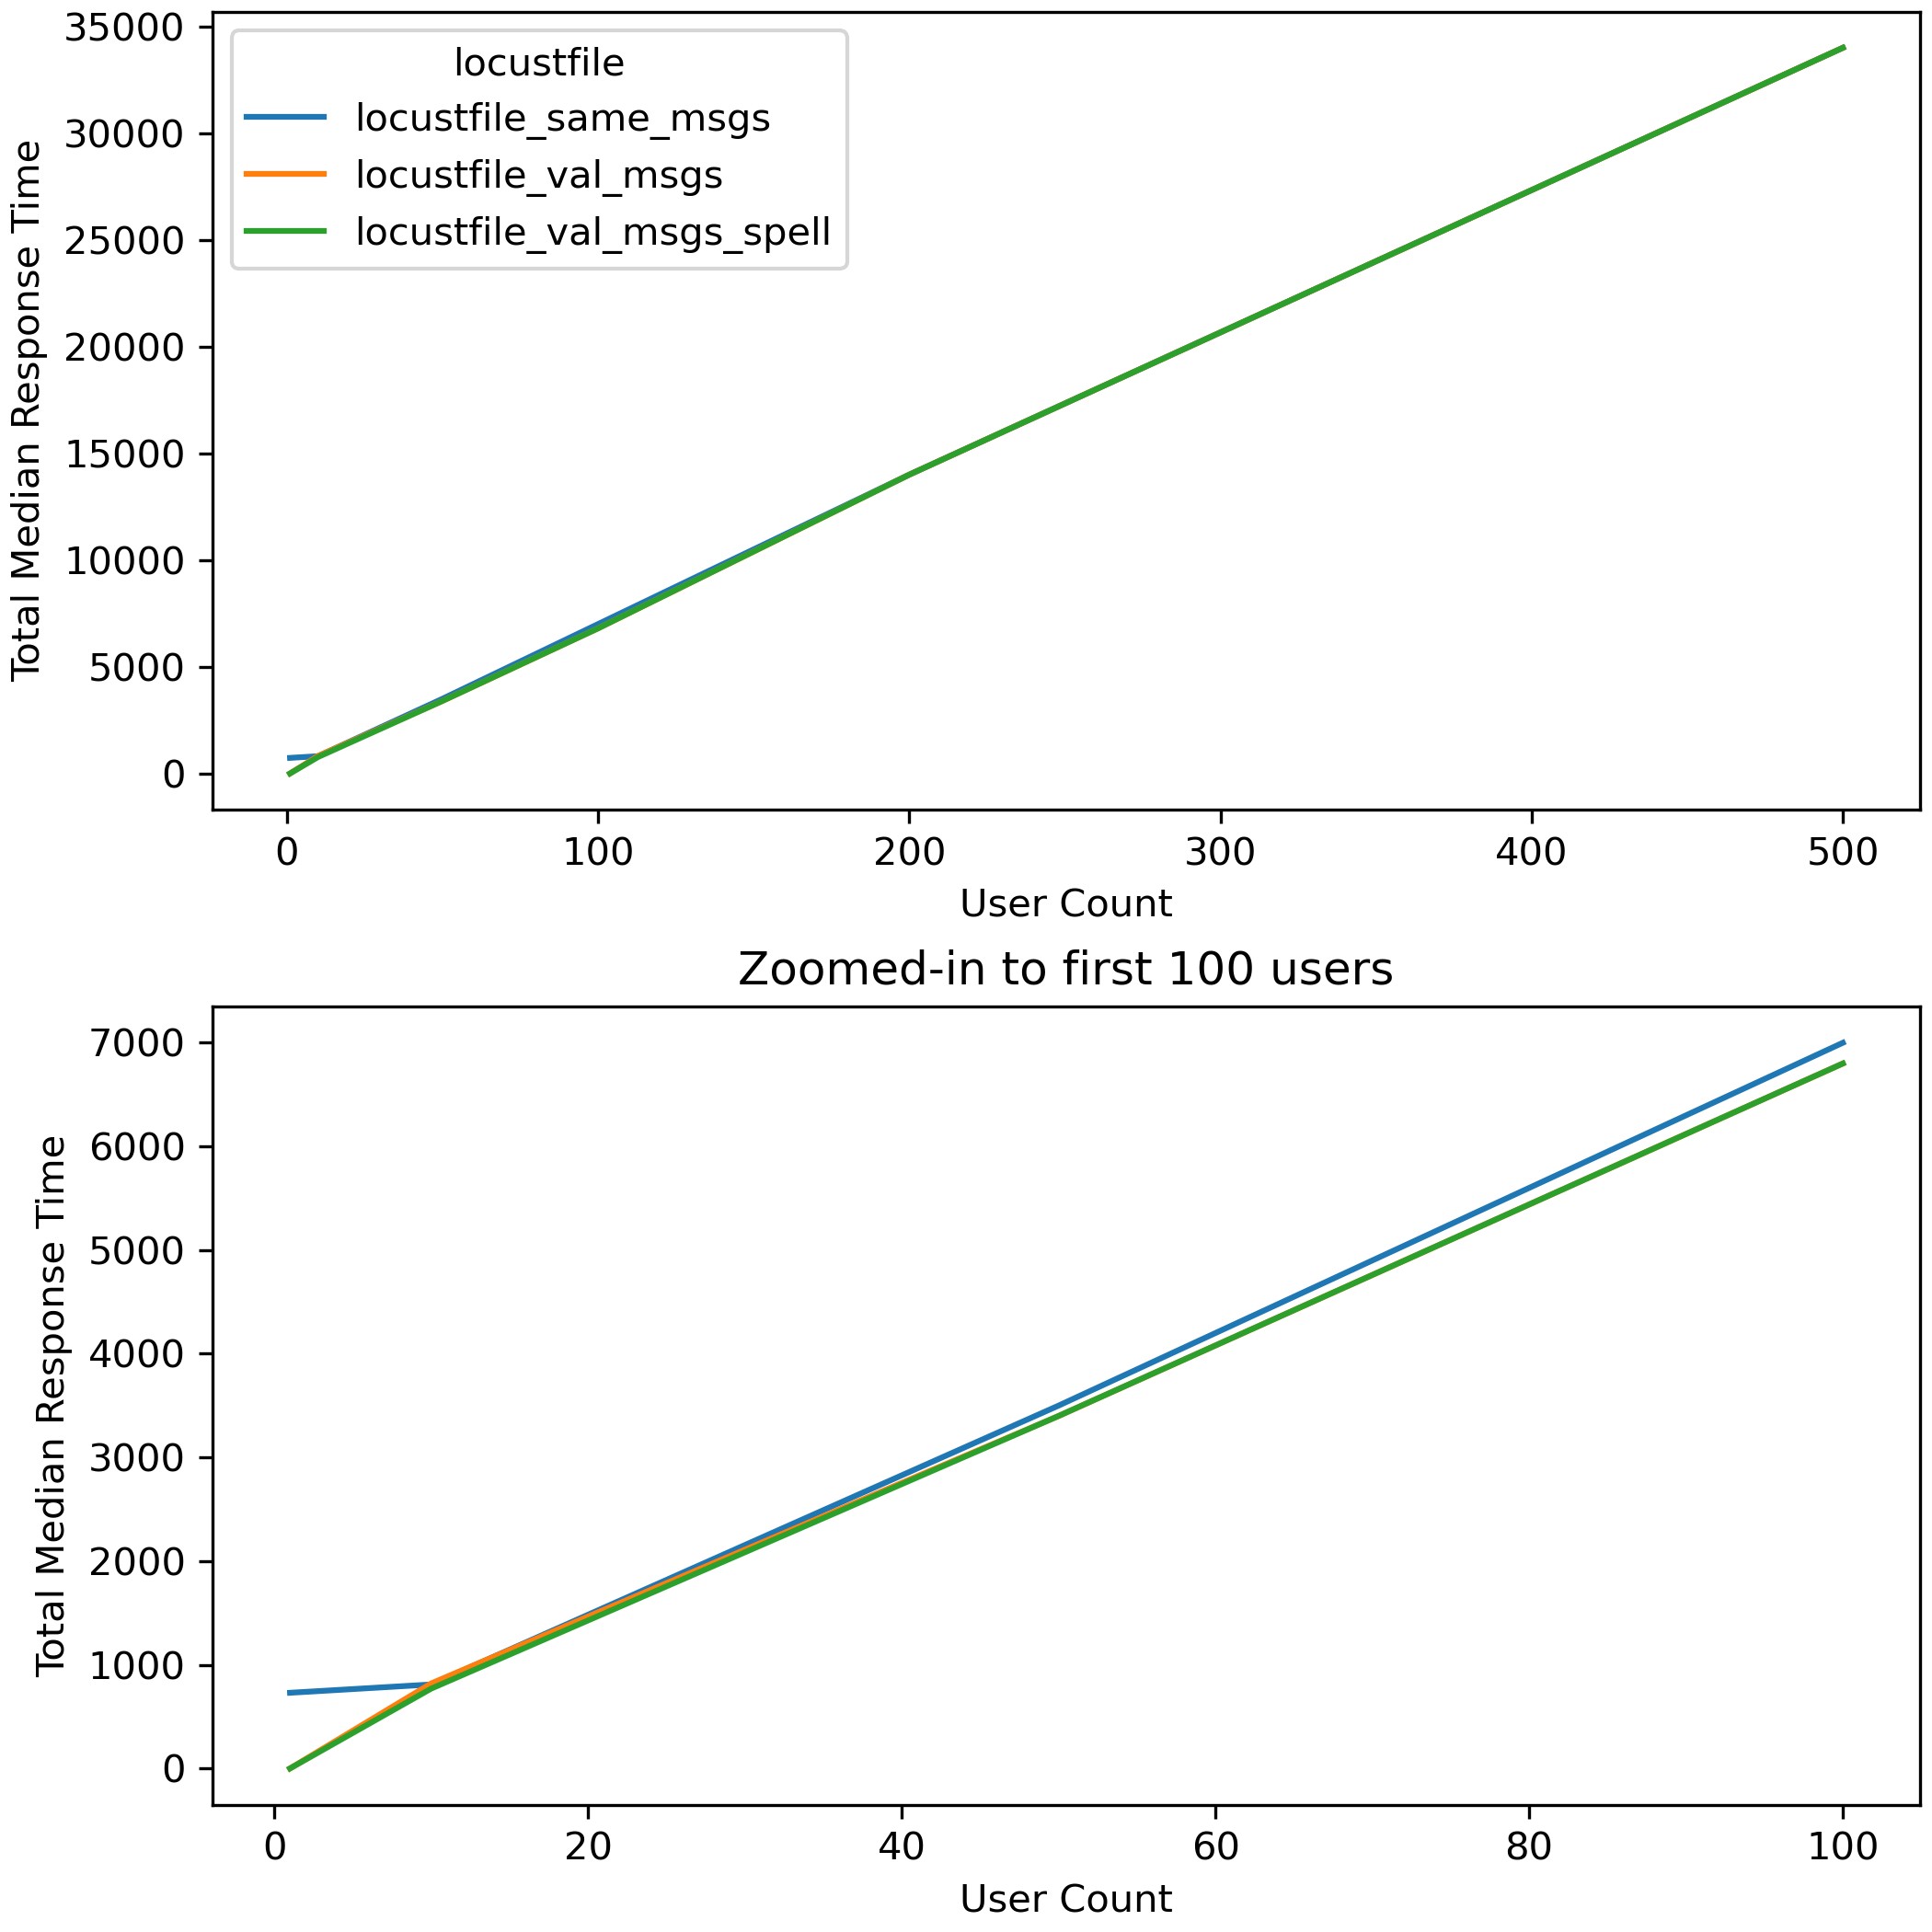 35000
30000
25000
20000
15000
10000
5000
0
Total Median Response Time
locustfile
locustfile_same_msgs
locustfile_val_msgs
locustfile_val_msgs_spell
0 100 200 300 400 500
User Count
Zoomed-in to first 100 users
7000
6000
5000
4000
3000
2000
1000
0
Total Median Response Time
0 20 40 60 80 100
User Count